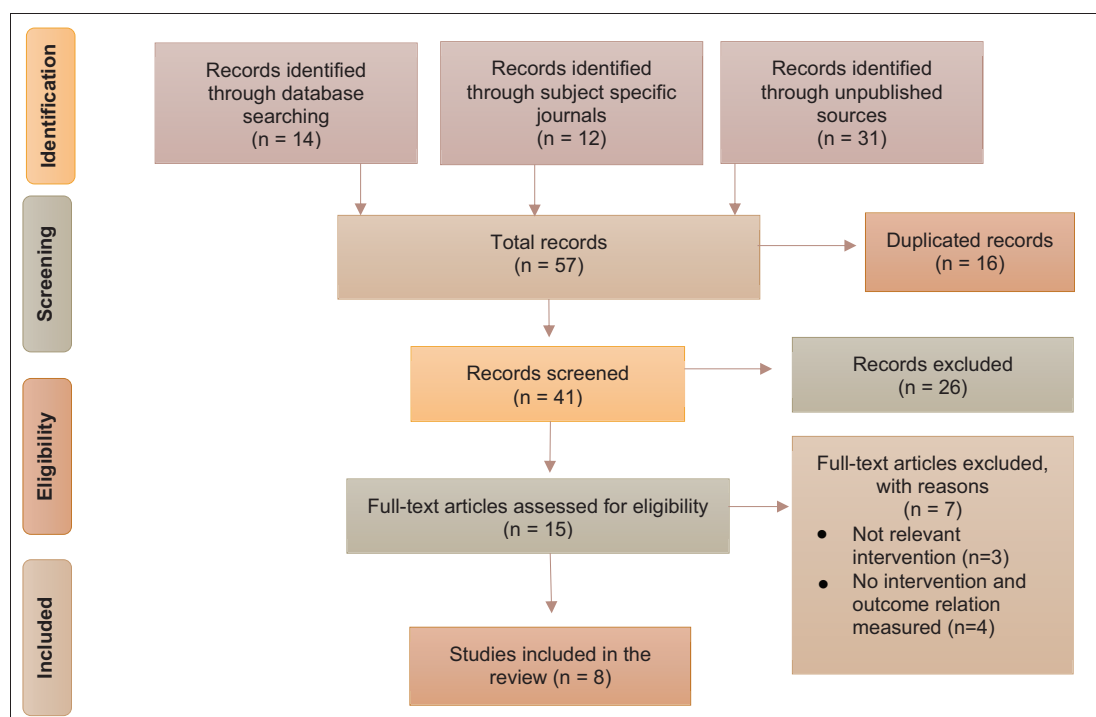 Identification
Records identified
through database
searching
(n = 14)
Records identified
through subject specific
journals
(n = 12)
Records identified
through unpublished
sources
(n = 31)
Screening
Total records
(n = 57)
Duplicated records
(n = 16)
Records screened
(n = 41)
Records excluded
(n = 26)
Eligibility
Full-text articles assessed for eligibility
(n = 15)
Full-text articles excluded,
with reasons
(n = 7)
• Not relevant
intervention (n=3)
• No intervention and
outcome relation
measured (n=4)
Included
Studies included in the
review (n = 8)